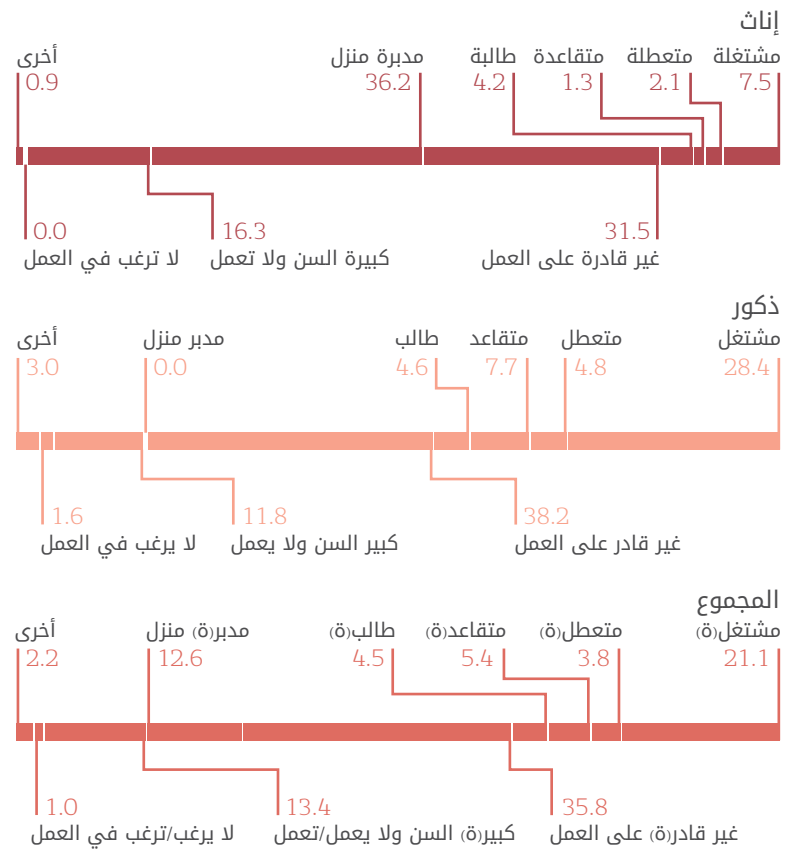 إناث
مشتغلة متعطلة متقاعدة طالبة مدبرة منزل أخرى
7.5 2.1 1.3 4.2 36.2 0.9
31.5 16.3 0.0
غير قادرة على العمل كبيرة السن ولا تعمل لا ترغب في العمل
ذكور
مشتغل متعطل متقاعد طالب مدبر منزل أخرى
28.4 4.8 7.7 4.6 0.0 3.0
38.2 11.8 1.6
غير قادر على العمل كبير السن ولا يعمل لا يرغب في العمل
المجموع
مشتغل(ة) متعطل(ة) متقاعد(ة) طالب(ة) مدبر(ة) منزل أخرى
21.1 3.8 5.4 4.5 12.6 2.2
35.8 13.4 1.0
غير قادر(ة) على العمل كبير(ة) السن ولا يعمل/تعمل لا يرغب/ترغب في العمل